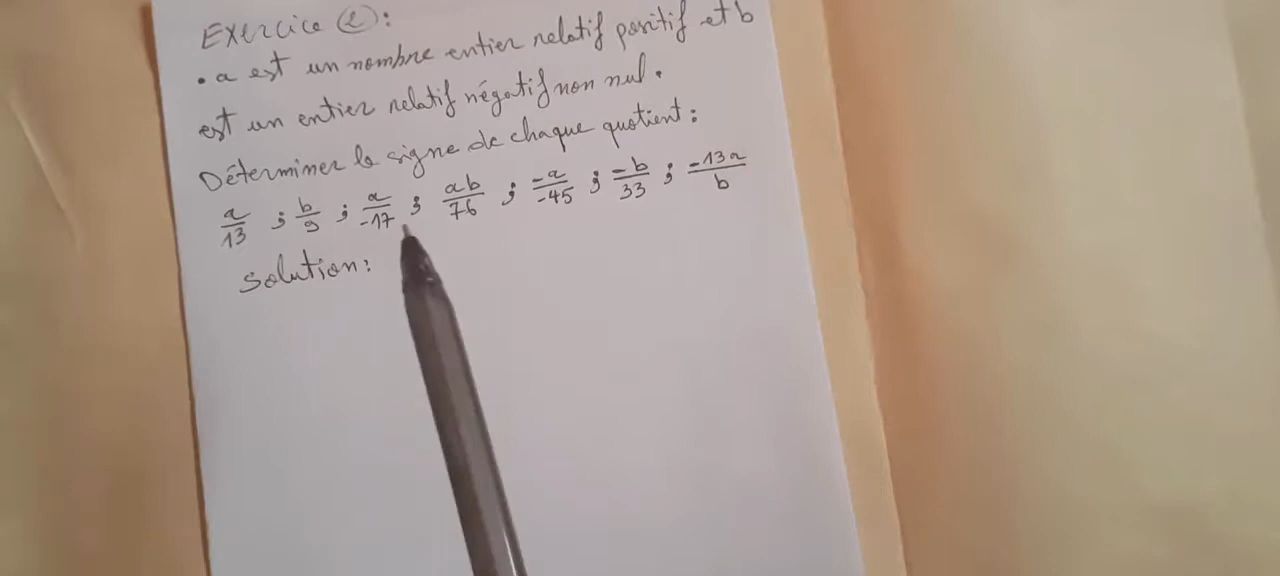 Exercice ②:
• a est un nombre entier relatif positif et b
est un entier relatif négatif non nul.
Déterminer le signe de chaque quotient:
a/13 ; b/9 ; a/-17 ; ab/76 ; -a/-45 ; -b/33 ; -13a/b
Solution: